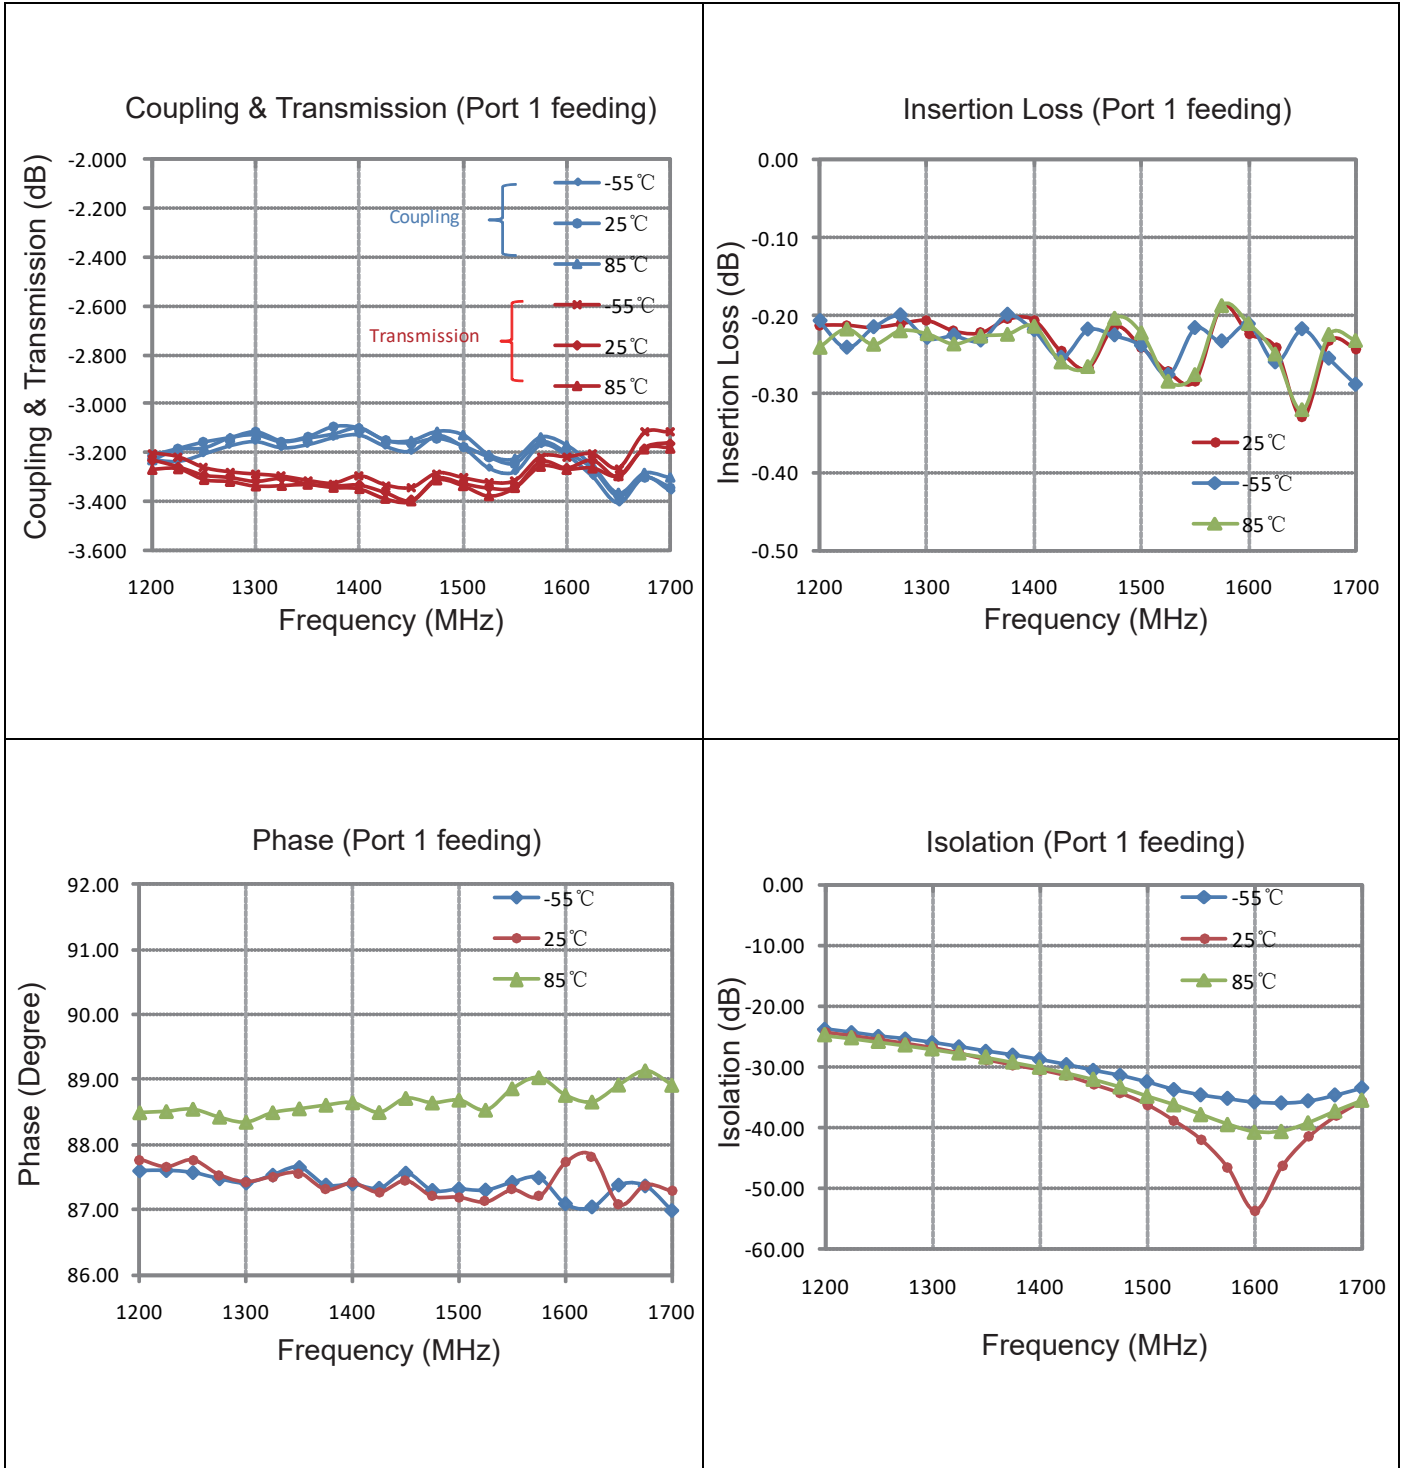 Coupling & Transmission (Port 1 feeding)
Coupling & Transmission (dB)
-2.000
-2.200
-2.400
-2.600
-2.800
-3.000
-3.200
-3.400
-3.600
Coupling
Transmission
-55℃
25℃
85℃
-55℃
25℃
85℃
1200 1300 1400 1500 1600 1700
Frequency (MHz)
Insertion Loss (Port 1 feeding)
Insertion Loss (dB)
0.00
-0.10
-0.20
-0.30
-0.40
-0.50
25℃
-55℃
85℃
1200 1300 1400 1500 1600 1700
Frequency (MHz)
Phase (Port 1 feeding)
Phase (Degree)
92.00
91.00
90.00
89.00
88.00
87.00
86.00
-55℃
25℃
85℃
1200 1300 1400 1500 1600 1700
Frequency (MHz)
Isolation (Port 1 feeding)
Isolation (dB)
0.00
-10.00
-20.00
-30.00
-40.00
-50.00
-60.00
-55℃
25℃
85℃
1200 1300 1400 1500 1600 1700
Frequency (MHz)